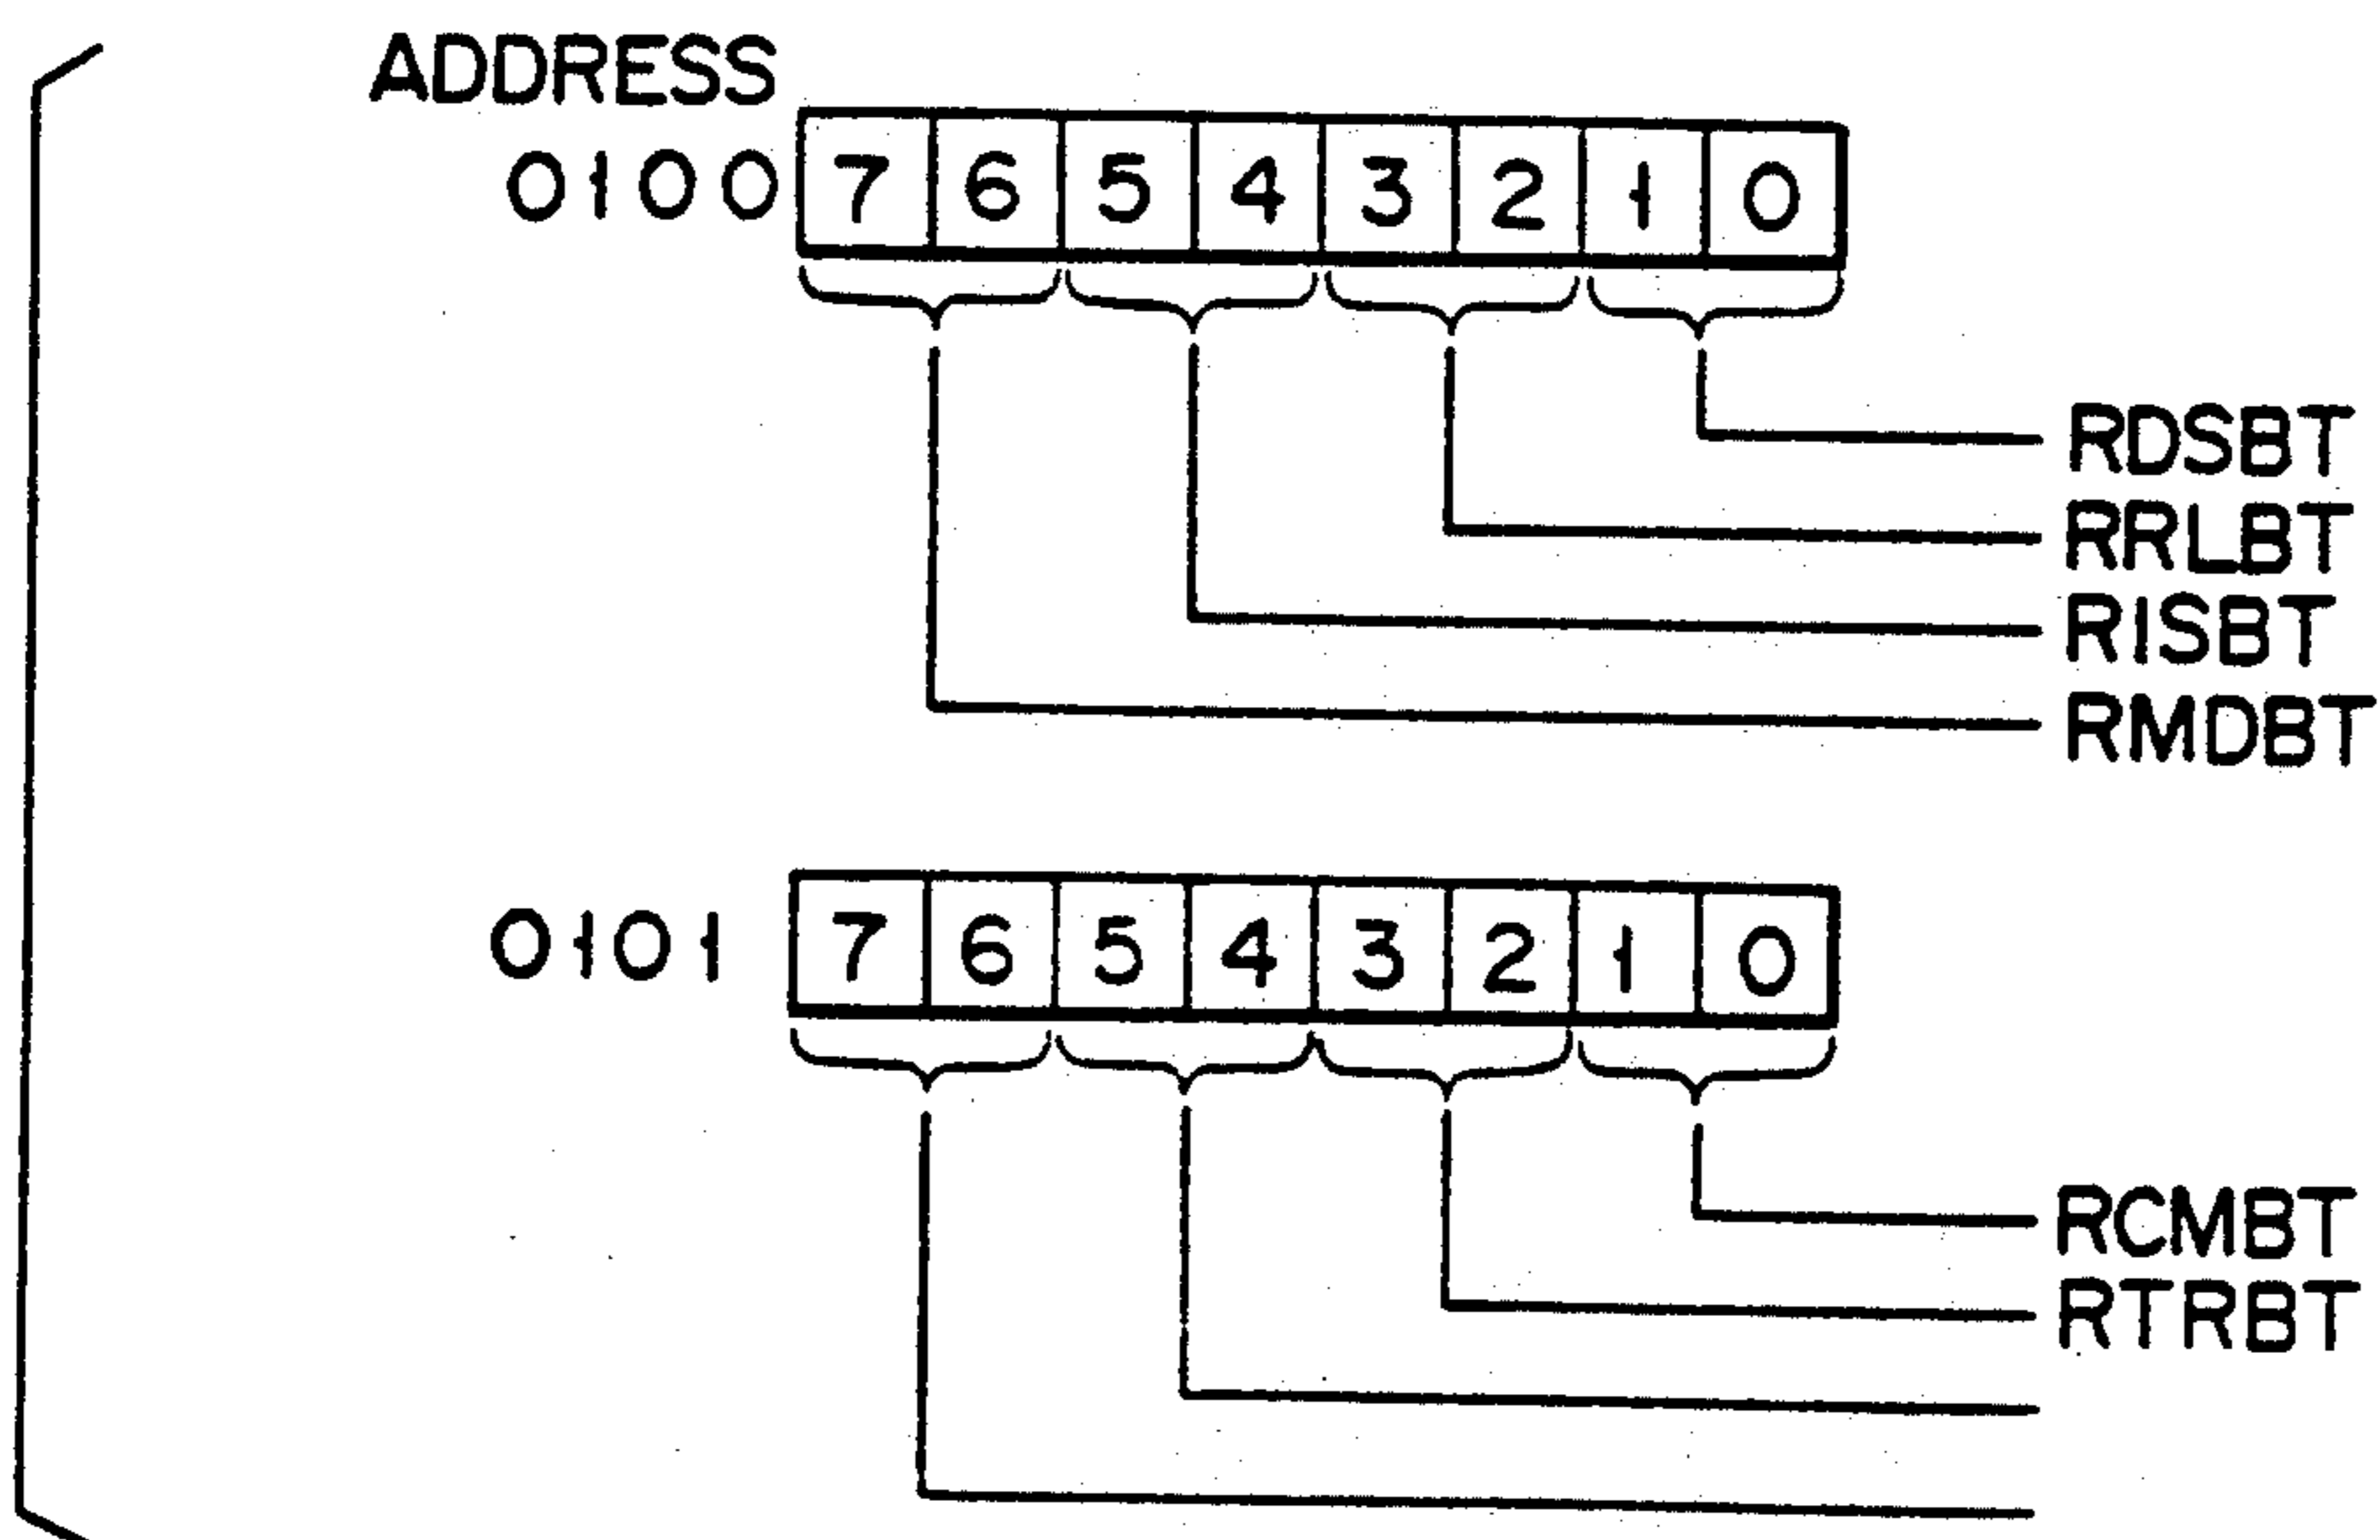 ADDRESS
0100 7 6 5 4 3 2 1 0
RDSBT
RRLBT
RISBT
RMDBT
0101 7 6 5 4 3 2 1 0
RCMBT
RTRBT